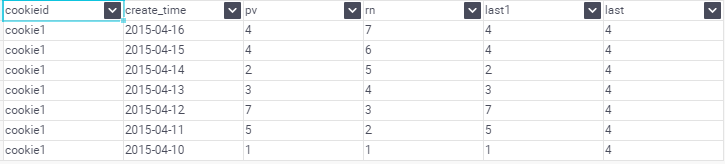 cookieid create_time pv rn last1 last
cookie1 2015-04-16 4 7 4 4
cookie1 2015-04-15 4 6 4 4
cookie1 2015-04-14 2 5 2 4
cookie1 2015-04-13 3 4 3 4
cookie1 2015-04-12 7 3 7 4
cookie1 2015-04-11 5 2 5 4
cookie1 2015-04-10 1 1 1 4